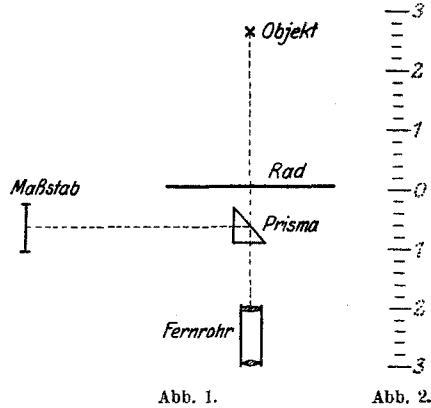 Objekt
Rad
Maßstab
Prisma
Fernrohr
3
2
1
0
1
2
3
Abb. 1.
Abb. 2.